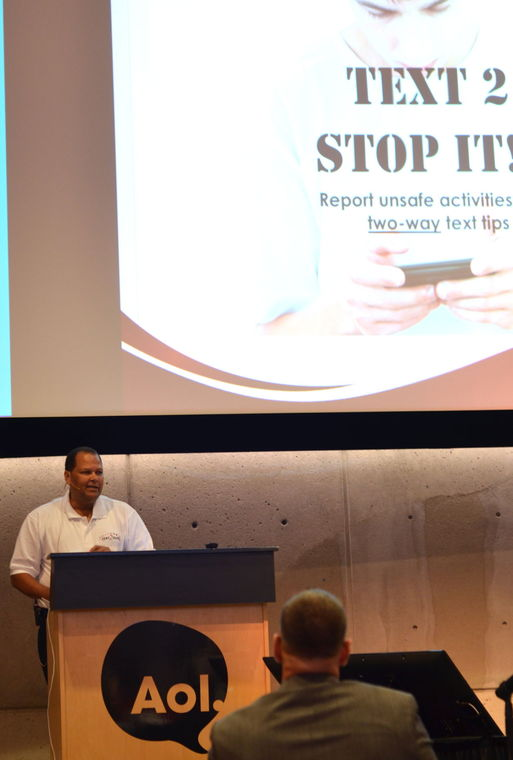 TEXT 2
STOP IT!
Report unsafe activities
two-way text tips
Aol.